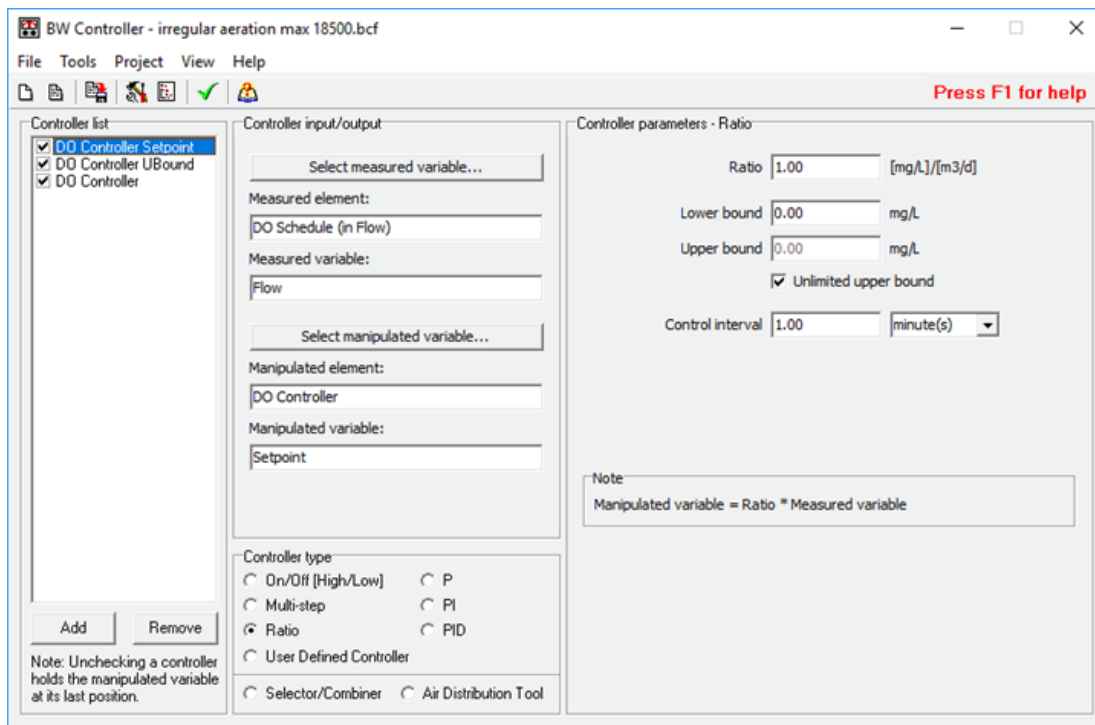 BW Controller - irregular aeration max 18500.bcf
File Tools Project View Help
Press F1 for help
Controller list
DO Controller Setpoint
DO Controller UBound
DO Controller
Add Remove
Note: Unchecking a controller
holds the manipulated variable
at its last position.
Controller input/output
Select measured variable...
Measured element:
DO Schedule (in Flow)
Measured variable:
Flow
Select manipulated variable...
Manipulated element:
DO Controller
Manipulated variable:
Setpoint
Controller type
On/Off [High/Low] P
Multi-step PI
Ratio PID
User Defined Controller
Selector/Combiner Air Distribution Tool
Controller parameters - Ratio
Ratio 1.00 [mg/L]/[m3/d]
Lower bound 0.00 mg/L
Upper bound 0.00 mg/L
Unlimited upper bound
Control interval 1.00 minute(s)
Note
Manipulated variable = Ratio * Measured variable